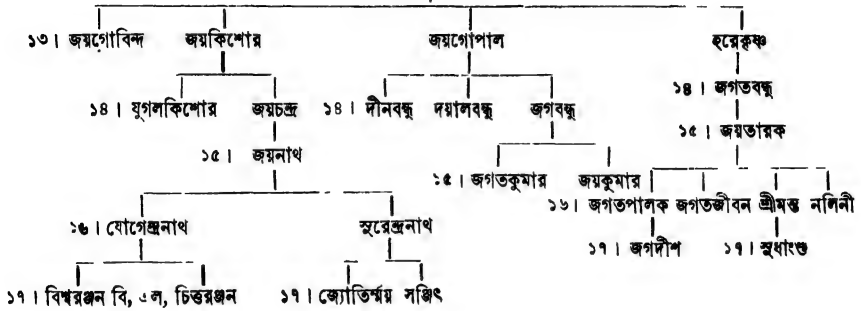 ১৩। জয়গোবিন্দ জয়কিশোর জয়গোপাল হরেকৃষ্ণ
১৪। যুগলকিশোর জয়চন্দ্র ১৪। দীনবন্ধু দয়ালবন্ধু জগবন্ধু ১৪। জগতবন্ধু
১৫। জয়নাথ ১৫। জয়তারক
১৫। জগতকুমার জয়কুমার
১৬। জগতপালক জগতজীবন শ্রীমন্ত নলিনী
১৬। যোগেন্দ্রনাথ সুরেন্দ্রনাথ
১৭। জগদীশ ১৭। সুধাংশু
১৭। বিশ্বরঞ্জন বি, এল, চিত্তরঞ্জন ১৭। জ্যোতির্ম্ময় সঞ্জিৎ